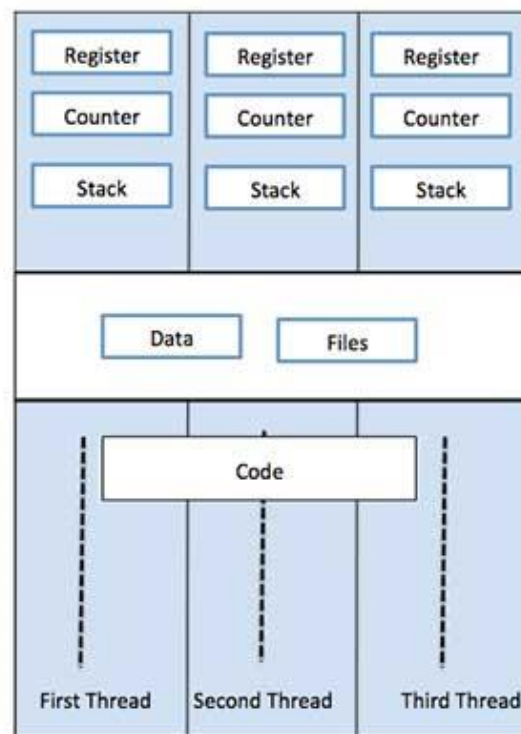 Register Register Register
Counter Counter Counter
Stack Stack Stack
Data Files
Code
First Thread Second Thread Third Thread